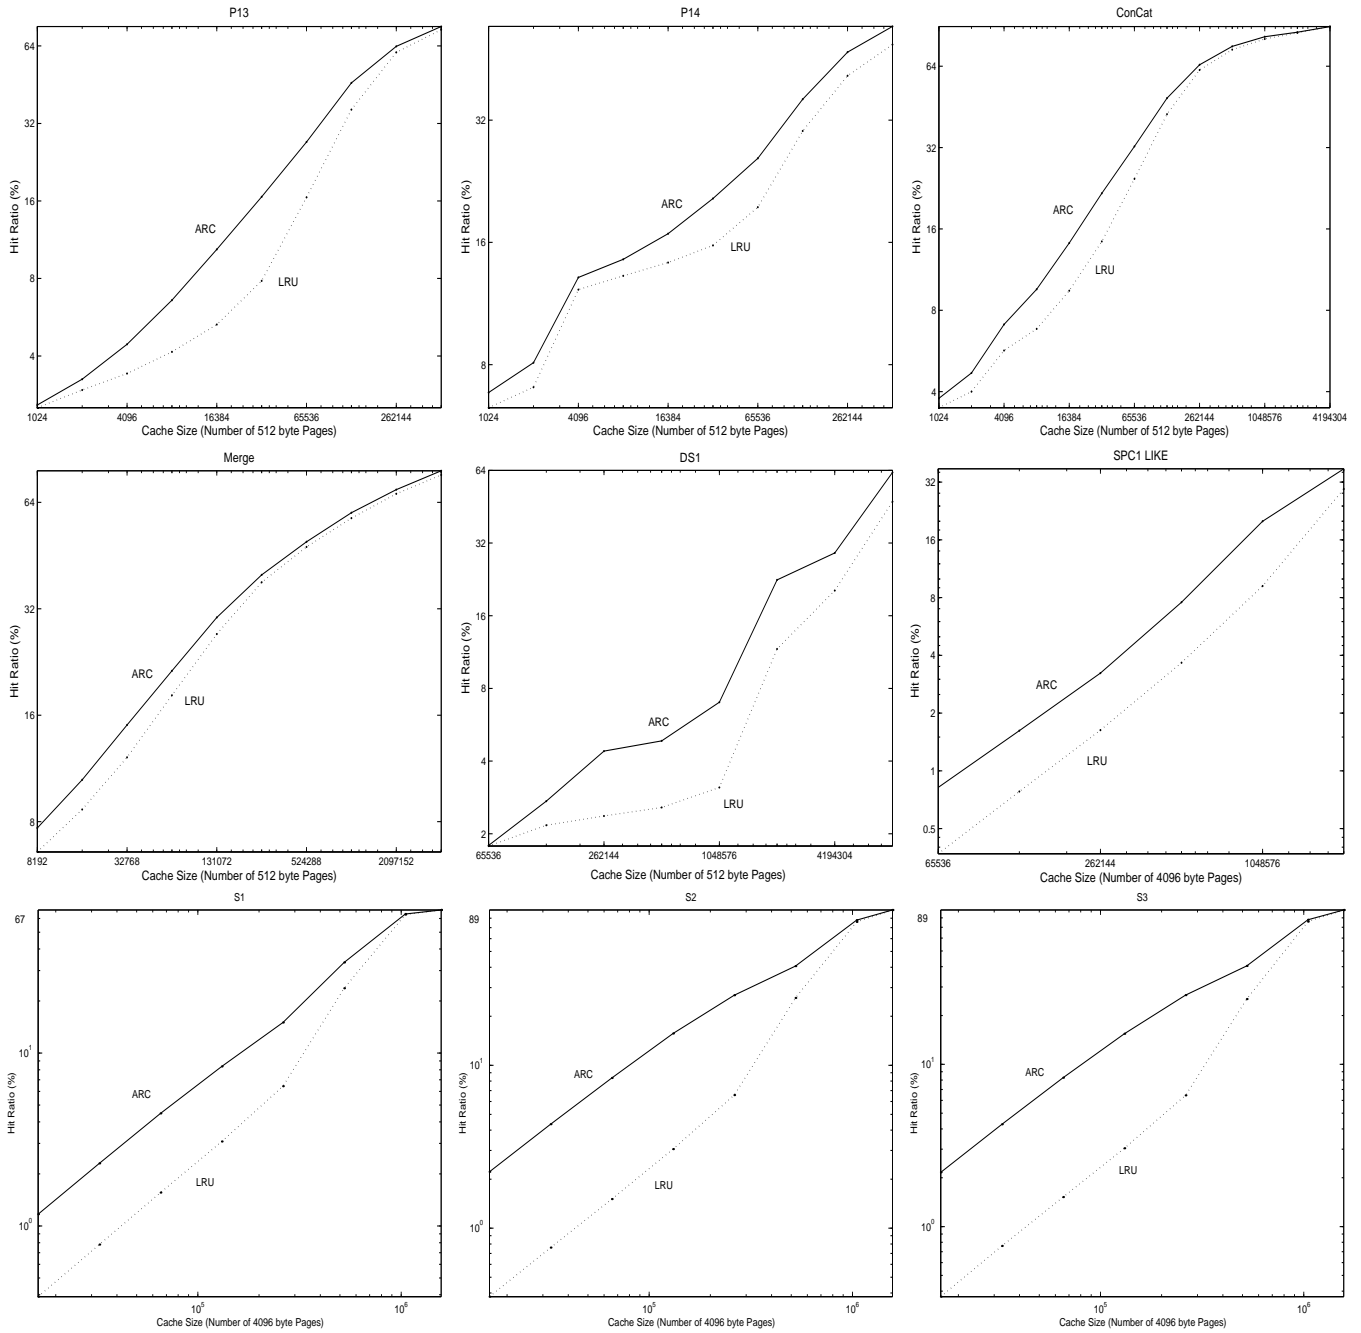 P13
64
32
16
8
4
Hit Ratio (%)
ARC
LRU
1024
4096
16384
65536
262144
Cache Size (Number of 512 byte Pages)
P14
32
16
8
Hit Ratio (%)
ARC
LRU
1024
4096
16384
65536
262144
Cache Size (Number of 512 byte Pages)
ConCat
64
32
16
8
4
Hit Ratio (%)
ARC
LRU
1024
4096
16384
65536
262144
1048576
4194304
Cache Size (Number of 512 byte Pages)
Merge
64
32
16
8
Hit Ratio (%)
ARC
LRU
8192
32768
131072
524288
2097152
Cache Size (Number of 512 byte Pages)
DS1
64
32
16
8
4
2
Hit Ratio (%)
ARC
LRU
65536
262144
1048576
4194304
Cache Size (Number of 512 byte Pages)
SPC1 LIKE
32
16
8
4
2
1
0.5
Hit Ratio (%)
ARC
LRU
65536
262144
1048576
Cache Size (Number of 4096 byte Pages)
S1
67
10^1
10^0
Hit Ratio (%)
ARC
LRU
10^5
10^6
Cache Size (Number of 4096 byte Pages)
S2
89
10^1
10^0
Hit Ratio (%)
ARC
LRU
10^5
10^6
Cache Size (Number of 4096 byte Pages)
S3
89
10^1
10^0
Hit Ratio (%)
ARC
LRU
10^5
10^6
Cache Size (Number of 4096 byte Pages)